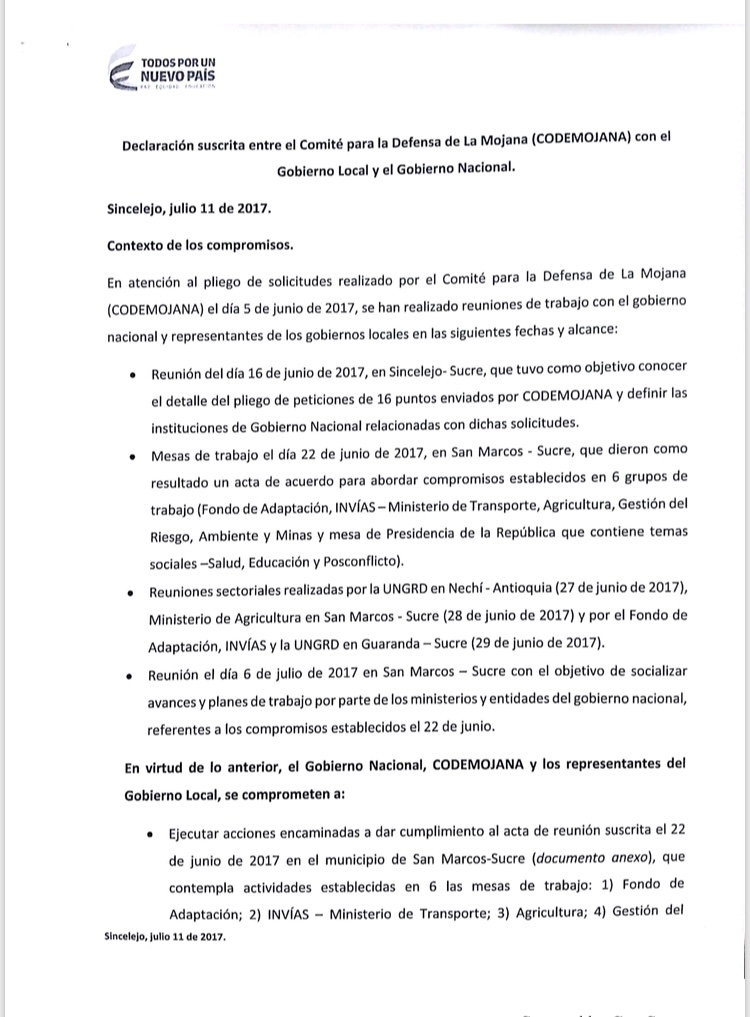 TODOS POR UN
NUEVO PAÍS
PAZ EQUIDAD EDUCACIÓN
Declaración suscrita entre el Comité para la Defensa de La Mojana (CODEMOJANA) con el
Gobierno Local y el Gobierno Nacional.
Sincelejo, julio 11 de 2017.
Contexto de los compromisos.
En atención al pliego de solicitudes realizado por el Comité para la Defensa de La Mojana
(CODEMOJANA) el día 5 de junio de 2017, se han realizado reuniones de trabajo con el gobierno
nacional y representantes de los gobiernos locales en las siguientes fechas y alcance:
• Reunión del día 16 de junio de 2017, en Sincelejo- Sucre, que tuvo como objetivo conocer
el detalle del pliego de peticiones de 16 puntos enviados por CODEMOJANA y definir las
instituciones de Gobierno Nacional relacionadas con dichas solicitudes.
• Mesas de trabajo el día 22 de junio de 2017, en San Marcos - Sucre, que dieron como
resultado un acta de acuerdo para abordar compromisos establecidos en 6 grupos de
trabajo (Fondo de Adaptación, INVÍAS – Ministerio de Transporte, Agricultura, Gestión del
Riesgo, Ambiente y Minas y mesa de Presidencia de la República que contiene temas
sociales –Salud, Educación y Posconflicto).
• Reuniones sectoriales realizadas por la UNGRD en Nechí - Antioquia (27 de junio de 2017),
Ministerio de Agricultura en San Marcos - Sucre (28 de junio de 2017) y por el Fondo de
Adaptación, INVÍAS y la UNGRD en Guaranda – Sucre (29 de junio de 2017).
• Reunión el día 6 de julio de 2017 en San Marcos – Sucre con el objetivo de socializar
avances y planes de trabajo por parte de los ministerios y entidades del gobierno nacional,
referentes a los compromisos establecidos el 22 de junio.
En virtud de lo anterior, el Gobierno Nacional, CODEMOJANA y los representantes del
Gobierno Local, se comprometen a:
• Ejecutar acciones encaminadas a dar cumplimiento al acta de reunión suscrita el 22
de junio de 2017 en el municipio de San Marcos-Sucre (documento anexo), que
contempla actividades establecidas en 6 las mesas de trabajo: 1) Fondo de
Adaptación; 2) INVÍAS – Ministerio de Transporte; 3) Agricultura; 4) Gestión del
Sincelejo, julio 11 de 2017.